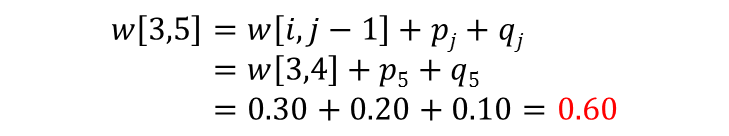 w[3,5] = w[i, j − 1] + p_j + q_j
= w[3,4] + p_5 + q_5
= 0.30 + 0.20 + 0.10 = 0.60